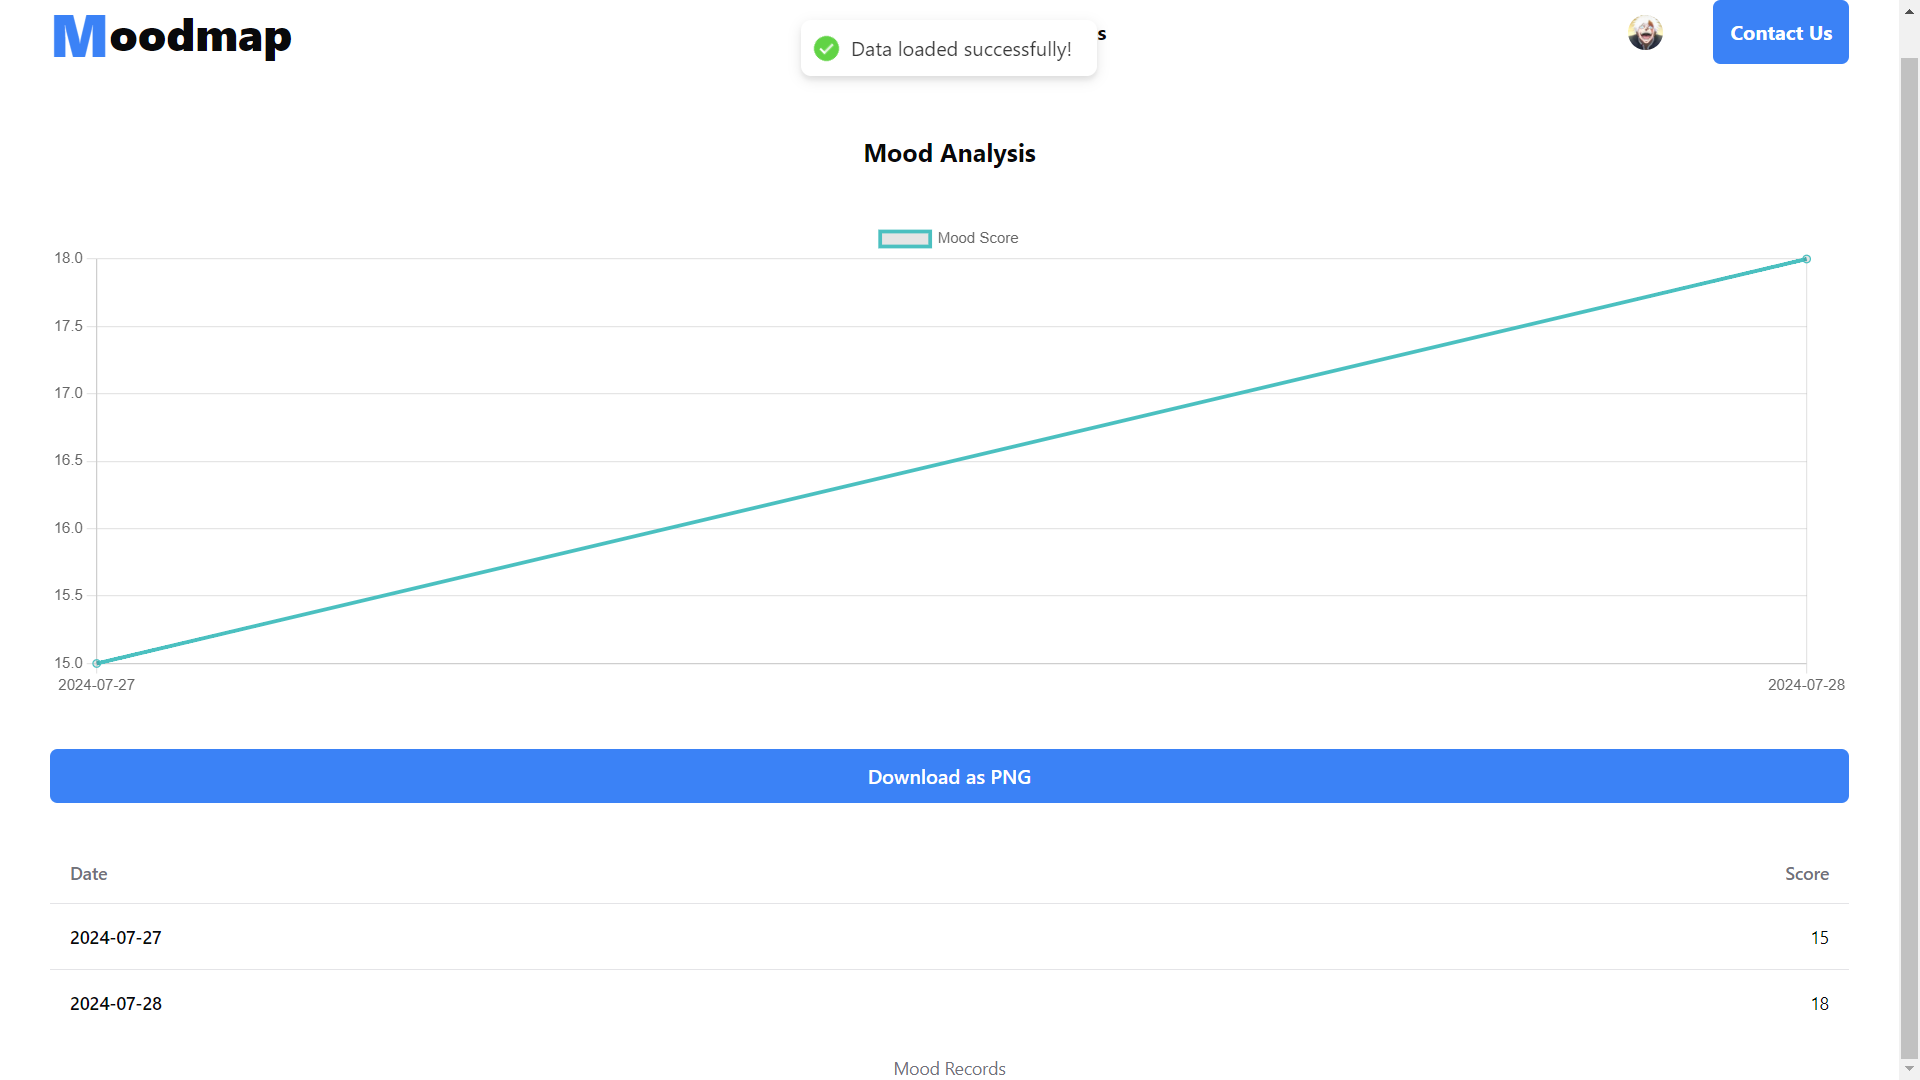 Moodmap
Data loaded successfully!
Contact Us
Mood Analysis
Mood Score
18.0
17.5
17.0
16.5
16.0
15.5
15.0
2024-07-27
2024-07-28
Download as PNG
Date
Score
2024-07-27
15
2024-07-28
18
Mood Records